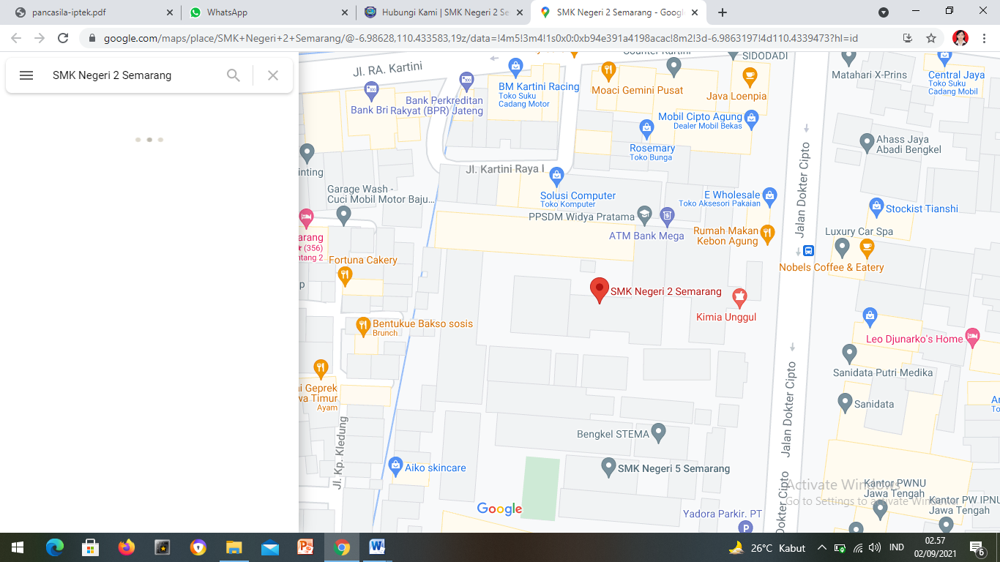 pancasila-iptek.pdf
WhatsApp
Hubungi Kami | SMK Negeri 2 Se
SMK Negeri 2 Semarang - Google
google.com/maps/place/SMK+Negeri+2+Semarang/@-6.98628,110.433583,19z/data=!4m5!3m4!1s0x0:0xb94e391a4198acac!8m2!3d-6.9863197!4d110.4339473?hl=id
SMK Negeri 2 Semarang
SIDODADI
Jl. RA. Kartini
BM Kartini Racing
Toko Suku
Cadang Motor
Moaci Gemini Pusat
Java Loenpia
Matahari X-Prins
Central Jaya
Toko Suku
Cadang Mobil
Bank Bri
Bank Perkreditan
Rakyat (BPR) Jateng
Mobil Cipto Agung
Dealer Mobil Bekas
Rosemary
Toko Bunga
Ahass Jaya
Abadi Bengkel
Jalan Dokter Cipto
inting
Jl. Kartini Raya I
Garage Wash -
Cuci Mobil Motor Baju...
Solusi Computer
Toko Komputer
E Wholesale
Toko Aksesori Pakaian
Stockist Tianshi
PPSDM Widya Pratama
ATM Bank Mega
Rumah Makan
Kebon Agung
Luxury Car Spa
arang
(356)
ntang 2
Fortuna Cakery
Nobels Coffee & Eatery
p
SMK Negeri 2 Semarang
Kimia Unggul
Bentukue Bakso sosis
Brunch
Leo Djunarko's Home
Jalan Dokter Cipto
Sanidata Putri Medika
i Geprek
wa Timur
Ayam
Sanidata
Ar
To
Jl. Kp. Kledung
Bengkel STEMA
Aiko skincare
SMK Negeri 5 Semarang
Dokter Cipto
Activate Windows
Go to Settings to activate Windows.
Kantor PWNU
Jawa Tengah
Kantor PW IPNU
Jawa Tengah
Google
Yadora Parkir. PT
P
26°C Kabut
IND
02.57
02/09/2021
6